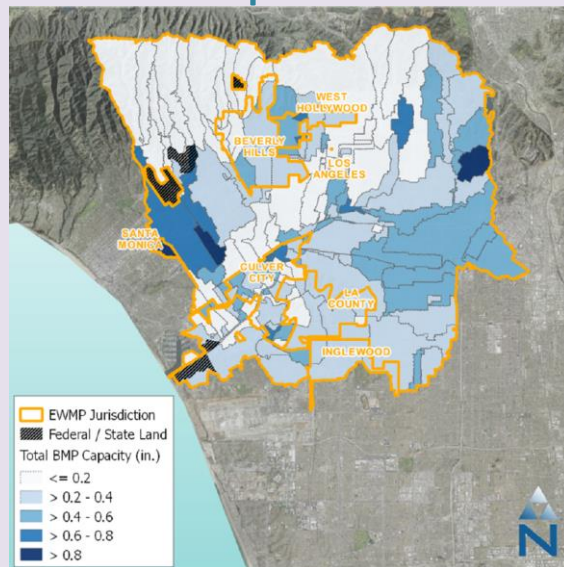 WEST
HOLLYWOOD
BEVERLY
HILLS
LOS
ANGELES
SANTA
MONICA
CULVER
CITY
LA
COUNTY
INGLEWOOD
EWMP Jurisdiction
Federal / State Land
Total BMP Capacity (in.)
<= 0.2
> 0.2 - 0.4
> 0.4 - 0.6
> 0.6 - 0.8
> 0.8
N